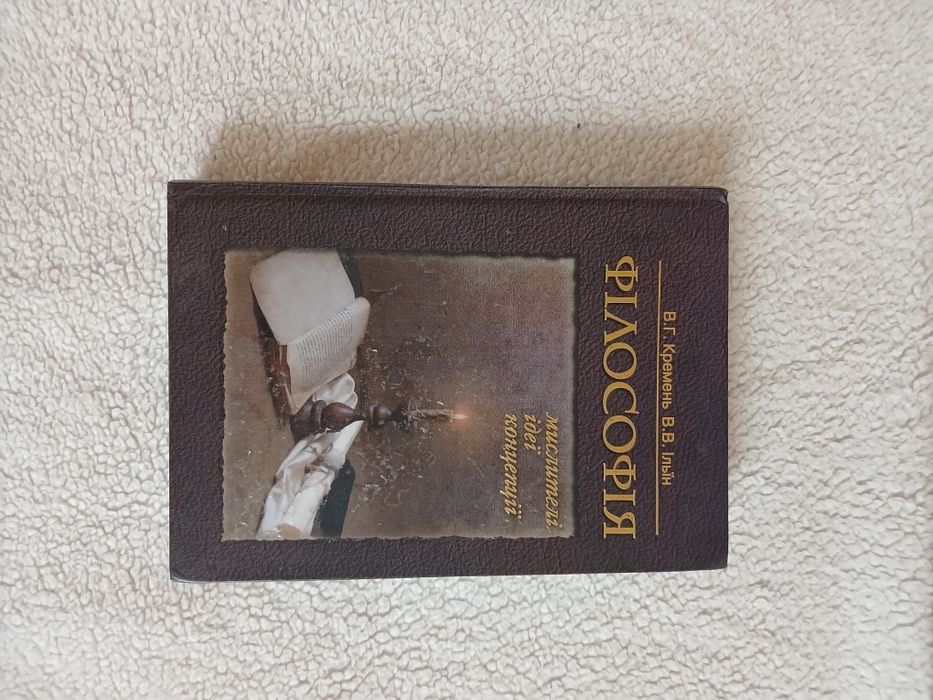 В.Г. Кремень В.В. Ільїн
ФІЛОСОФІЯ
мислителі
ідеї
концепції